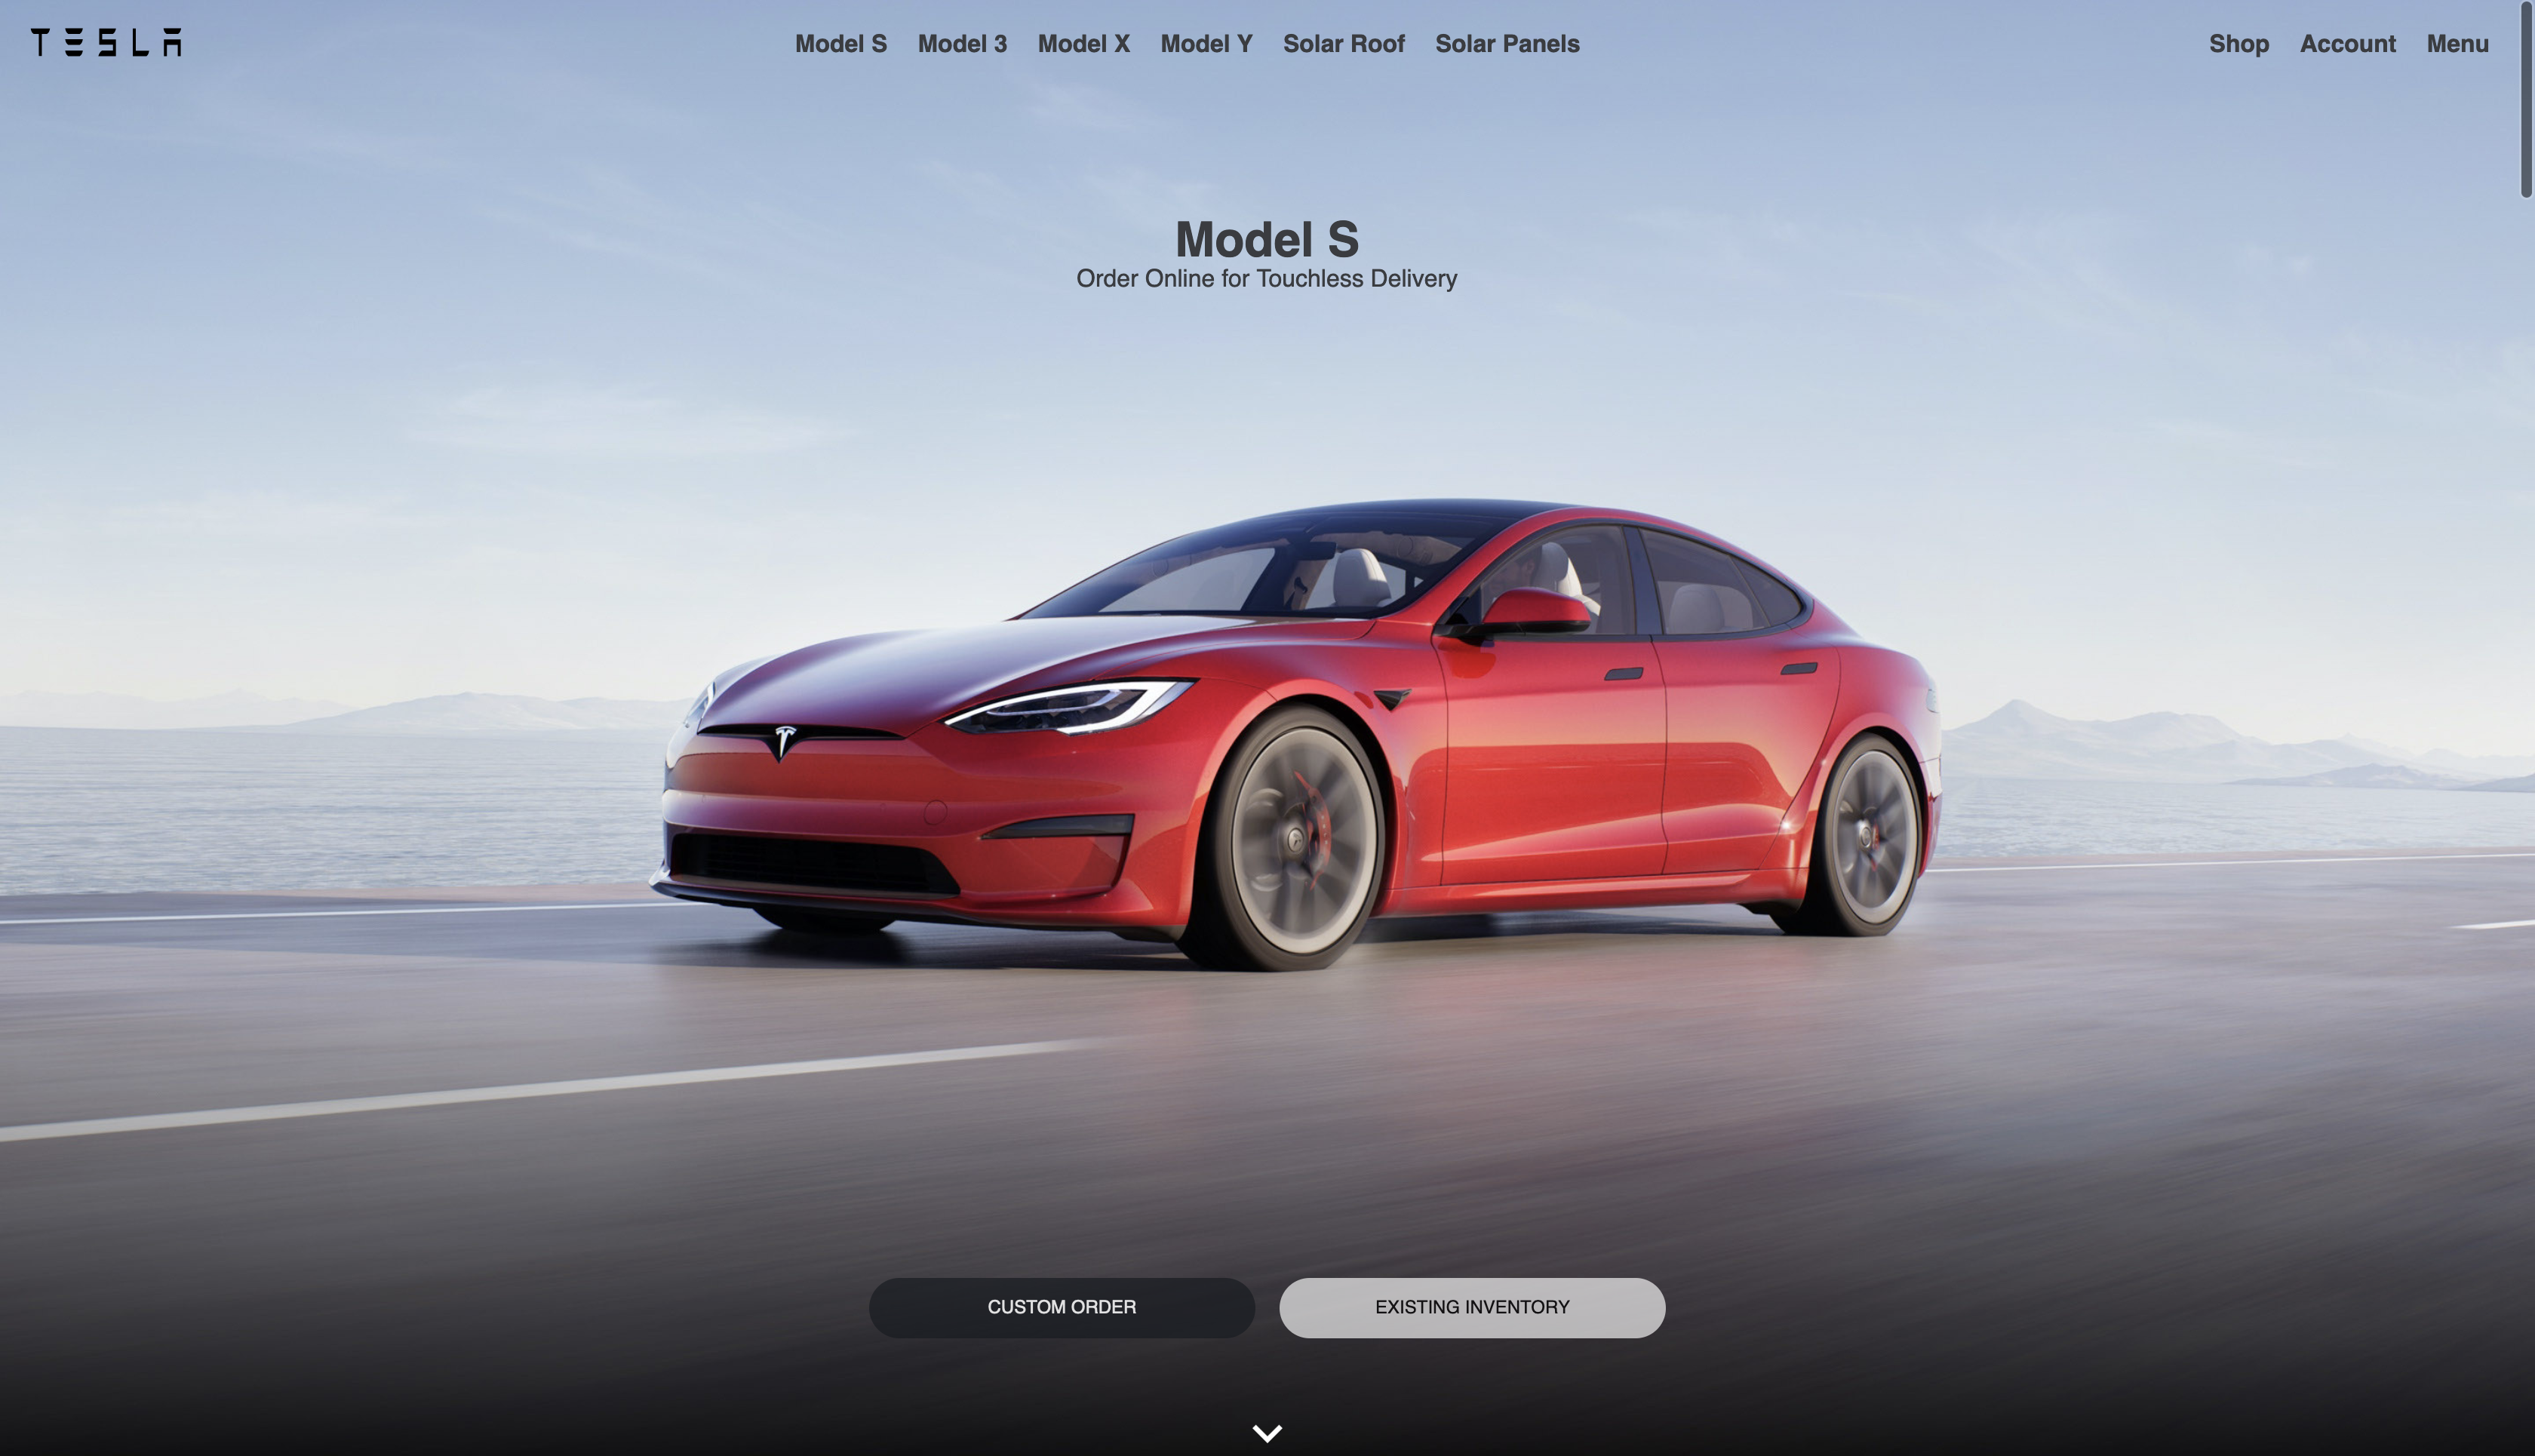 TESLA
Model S Model 3 Model X Model Y Solar Roof Solar Panels
Shop Account Menu
Model S
Order Online for Touchless Delivery
CUSTOM ORDER
EXISTING INVENTORY